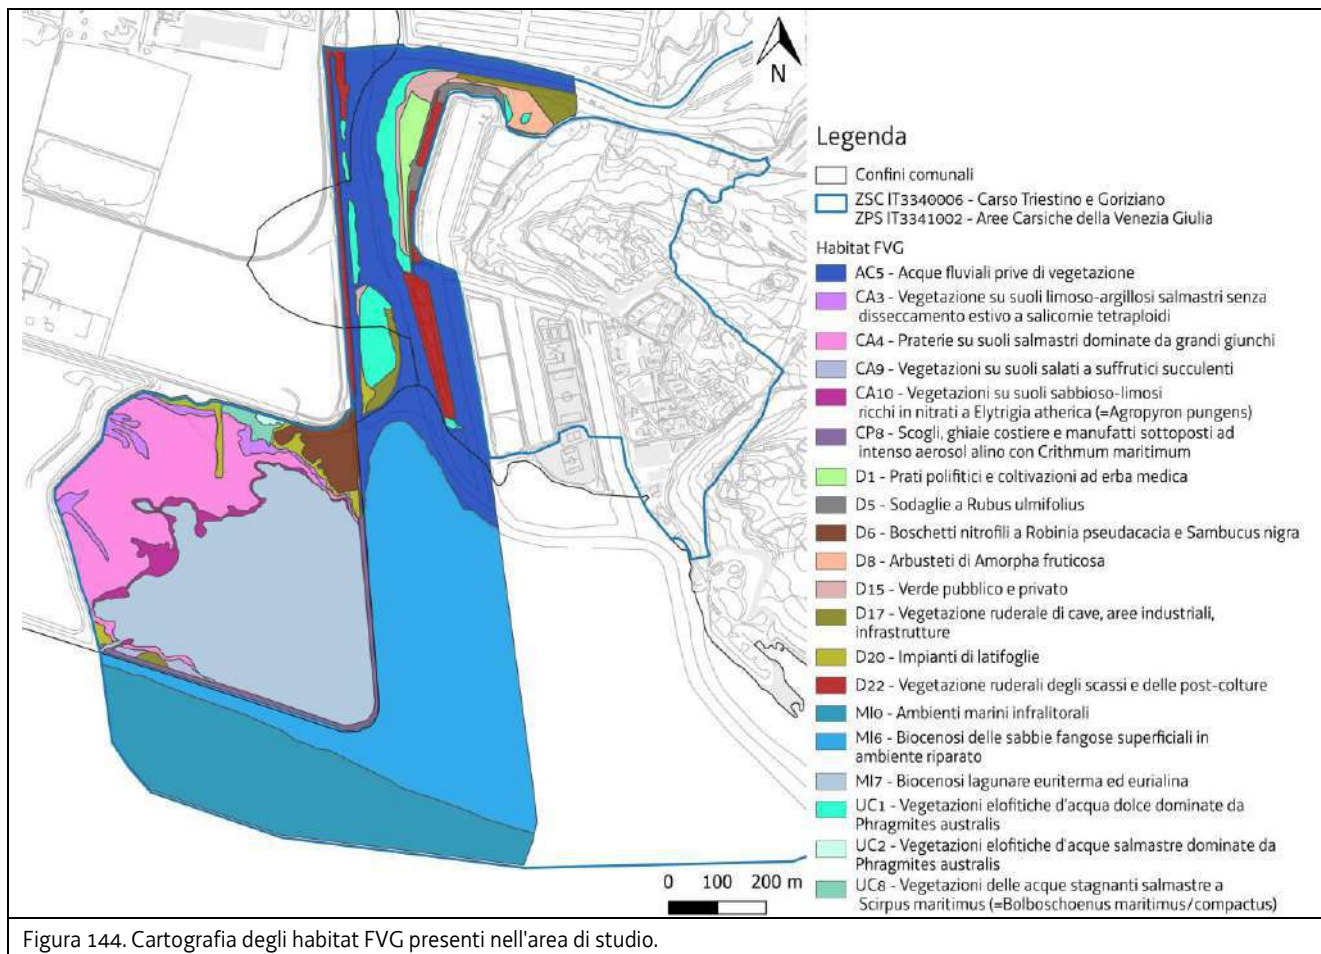 N
Legenda
Confini comunali
ZSC IT3340006 - Carso Triestino e Goriziano
ZPS IT3341002 - Aree Carsiche della Venezia Giulia
Habitat FVG
AC5 - Acque fluviali prive di vegetazione
CA3 - Vegetazione su suoli limoso-argillosi salmastri senza
disseccamento estivo a salicornie tetraploidi
CA4 - Praterie su suoli salmastri dominate da grandi giunchi
CA9 - Vegetazioni su suoli salati a suffrutici succulenti
CA10 - Vegetazioni su suoli sabbioso-limosi
ricchi in nitrati a Elytrigia atherica (=Agropyron pungens)
CP8 - Scogli, ghiaie costiere e manufatti sottoposti ad
intenso aerosol alino con Crithmum maritimum
D1 - Prati polifitici e coltivazioni ad erba medica
D5 - Sodaglie a Rubus ulmifolius
D6 - Boschetti nitrofili a Robinia pseudacacia e Sambucus nigra
D8 - Arbusteti di Amorpha fruticosa
D15 - Verde pubblico e privato
D17 - Vegetazione ruderale di cave, aree industriali,
infrastrutture
D20 - Impianti di latifoglie
D22 - Vegetazione ruderali degli scassi e delle post-colture
MI0 - Ambienti marini infralitorali
MI6 - Biocenosi delle sabbie fangose superficiali in
ambiente riparato
MI7 - Biocenosi lagunare euriterma ed eurialina
UC1 - Vegetazioni elofitiche d'acqua dolce dominate da
Phragmites australis
UC2 - Vegetazioni elofitiche d'acque salmastre dominate da
Phragmites australis
UC8 - Vegetazioni delle acque stagnanti salmastre a
Scirpus maritimus (=Bolboschoenus maritimus/compactus)
0 100 200 m
Figura 144. Cartografia degli habitat FVG presenti nell'area di studio.